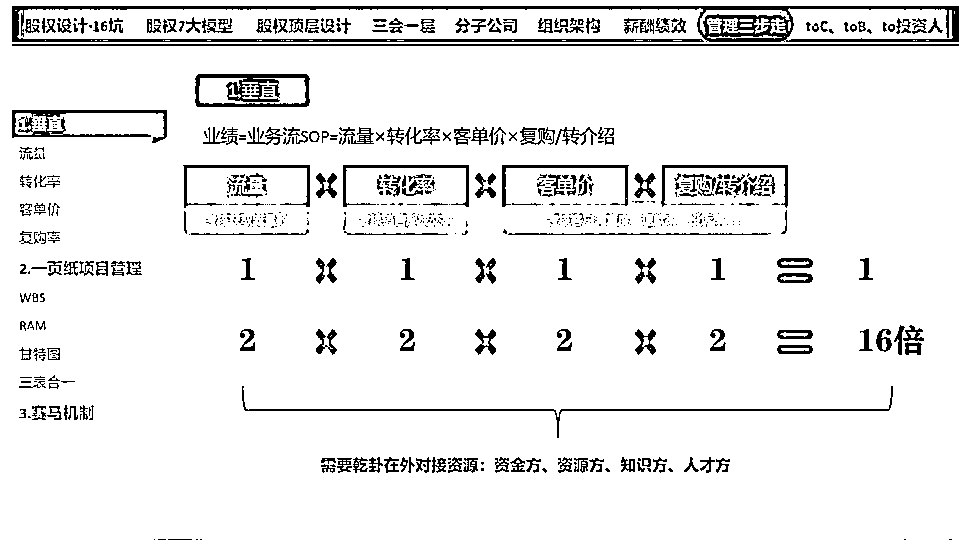 股权设计-16坑 股权7大模型 股权顶层设计 三会一层 分子公司 组织架构 薪酬绩效 管理三步走 toC、toB、to投资人
1.垂直
1.垂直
业绩=业务流SOP=流量×转化率×客单价×复购/转介绍
流量
转化率
客单价
复购率
2.一页纸项目管理
WBS
RAM
甘特图
三表合一
3.赛马机制
流量 × 转化率 × 客单价 × 复购/转介绍
1 × 1 × 1 × 1 = 1
2 × 2 × 2 × 2 = 16倍
需要乾卦在外对接资源：资金方、资源方、知识方、人才方